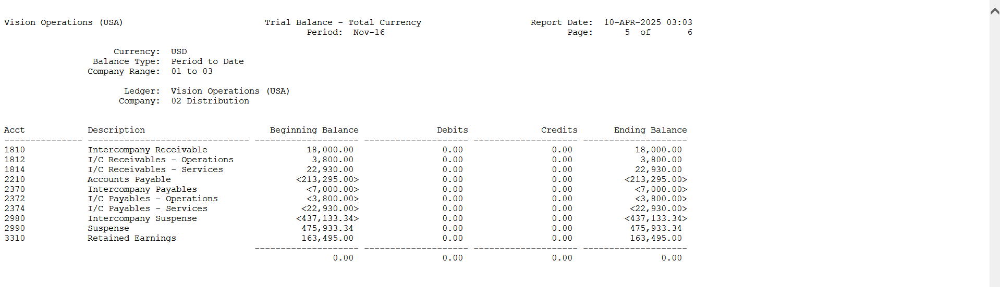 Vision Operations (USA) Trial Balance - Total Currency Report Date: 10-APR-2025 03:03
Period: Nov-16 Page: 5 of 6
Currency: USD
Balance Type: Period to Date
Company Range: 01 to 03
Ledger: Vision Operations (USA)
Company: 02 Distribution
Acct Description Beginning Balance Debits Credits Ending Balance
--------------- ------------------------------- -------------------- -------------------- -------------------- --------------------
1810 Intercompany Receivable 18,000.00 0.00 0.00 18,000.00
1812 I/C Receivables - Operations 3,800.00 0.00 0.00 3,800.00
1814 I/C Receivables - Services 22,930.00 0.00 0.00 22,930.00
2210 Accounts Payable <213,295.00> 0.00 0.00 <213,295.00>
2370 Intercompany Payables <7,000.00> 0.00 0.00 <7,000.00>
2372 I/C Payables - Operations <3,800.00> 0.00 0.00 <3,800.00>
2374 I/C Payables - Services <22,930.00> 0.00 0.00 <22,930.00>
2980 Intercompany Suspense <437,133.34> 0.00 0.00 <437,133.34>
2990 Suspense 475,933.34 0.00 0.00 475,933.34
3310 Retained Earnings 163,495.00 0.00 0.00 163,495.00
-------------------- -------------------- -------------------- --------------------
0.00 0.00 0.00 0.00